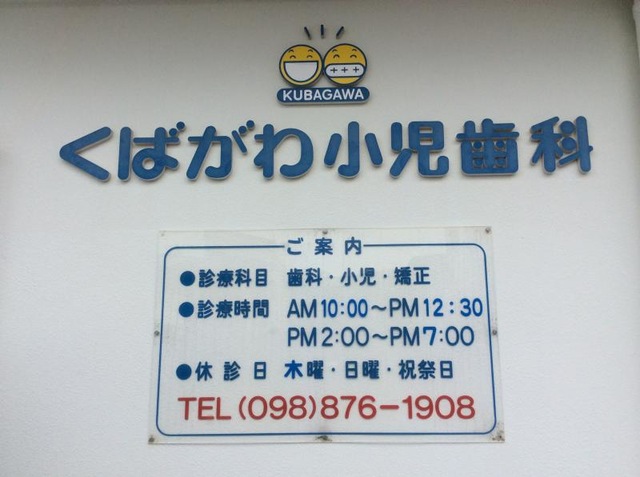 KUBAGAWA
くばがわ小児歯科
ご案内
●診療科目 歯科・小児・矯正
●診療時間 AM10:00～PM12:30
PM2:00～PM7:00
●休診日 木曜・日曜・祝祭日
TEL(098)876-1908